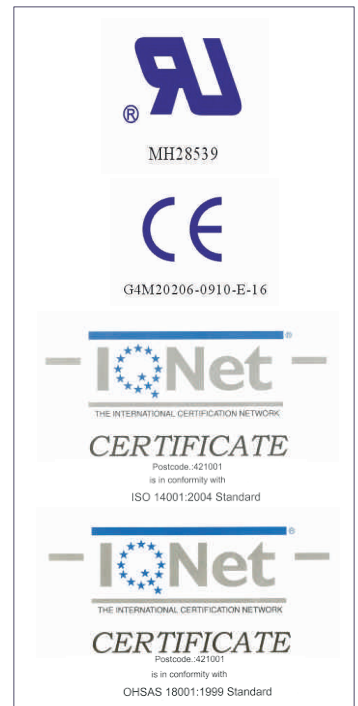 ®
MH28539
CE
G4M20206-0910-E-16
®
IQNet
THE INTERNATIONAL CERTIFICATION NETWORK
CERTIFICATE
Postcode.:421001
is in conformity with
ISO 14001:2004 Standard
®
IQNet
THE INTERNATIONAL CERTIFICATION NETWORK
CERTIFICATE
Postcode.:421001
is in conformity with
OHSAS 18001:1999 Standard